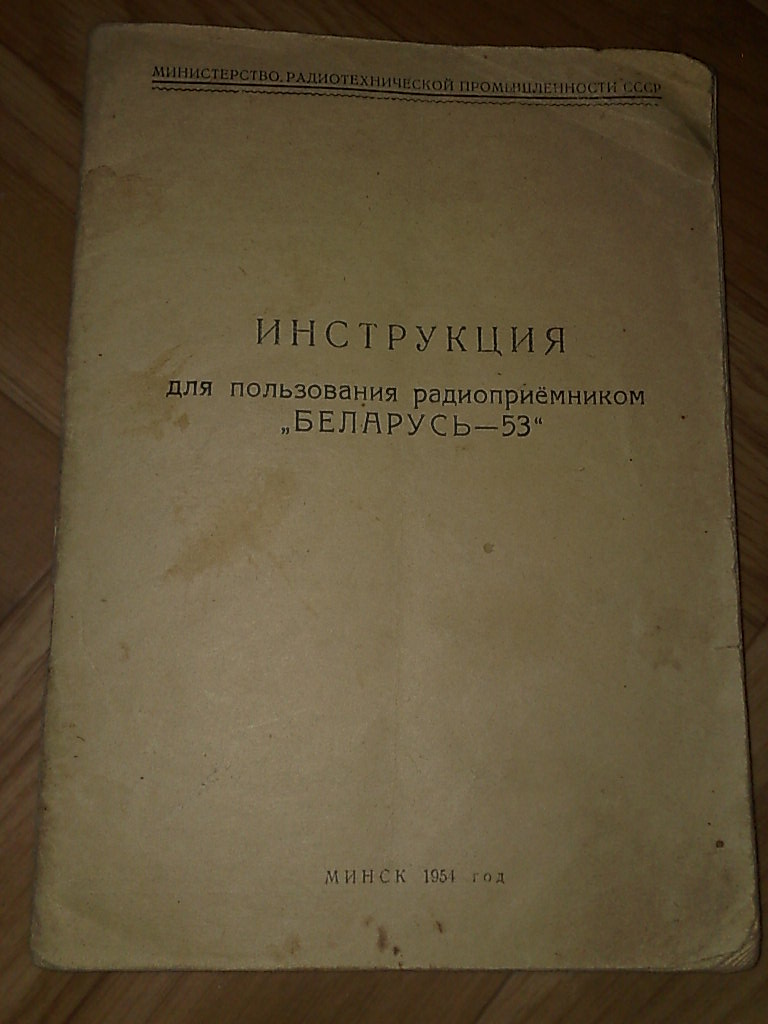 МИНИСТЕРСТВО РАДИОТЕХНИЧЕСКОЙ ПРОМЫШЛЕННОСТИ СССР
ИНСТРУКЦИЯ
для пользования радиоприёмником
„БЕЛАРУСЬ—53“
МИНСК 1954 год